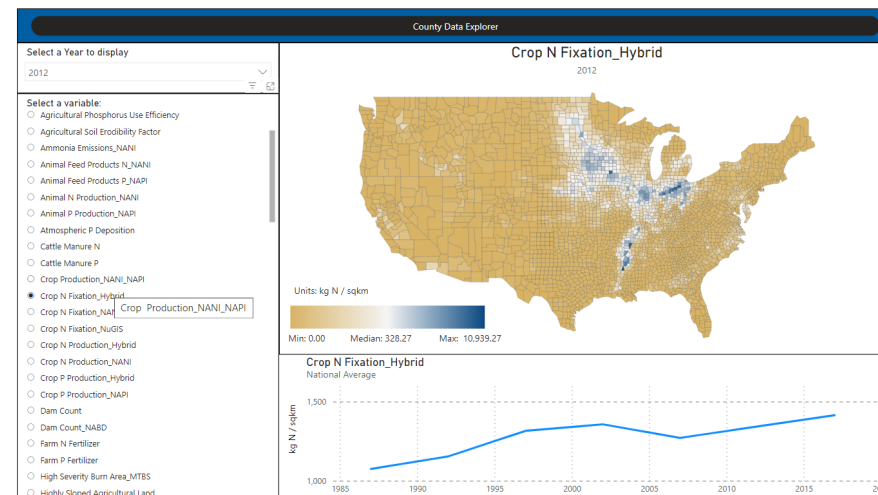 County Data Explorer
Select a Year to display
2012
Select a variable:
Agricultural Phosphorus Use Efficiency
Agricultural Soil Erodibility Factor
Ammonia Emissions_NANI
Animal Feed Products N_NANI
Animal Feed Products P_NAPI
Animal N Production_NANI
Animal P Production_NAPI
Atmospheric P Deposition
Cattle Manure N
Cattle Manure P
Crop Production_NANI_NAPI
Crop N Fixation_Hybrid
Crop Production_NANI_NAPI
Crop N Fixation_NAN
Crop N Fixation_NuGIS
Crop N Production_Hybrid
Crop N Production_NANI
Crop P Production_Hybrid
Crop P Production_NAPI
Dam Count
Dam Count_NABD
Farm N Fertilizer
Farm P Fertilizer
High Severity Burn Area_MTBS
Highly Sloped Agricultural Land
Crop N Fixation_Hybrid
2012
Units: kg N / sqkm
Min: 0.00 Median: 328.27 Max: 10,939.27
Crop N Fixation_Hybrid
National Average
kg N / sqkm
1,500
1,000
1985 1990 1995 2000 2005 2010 2015